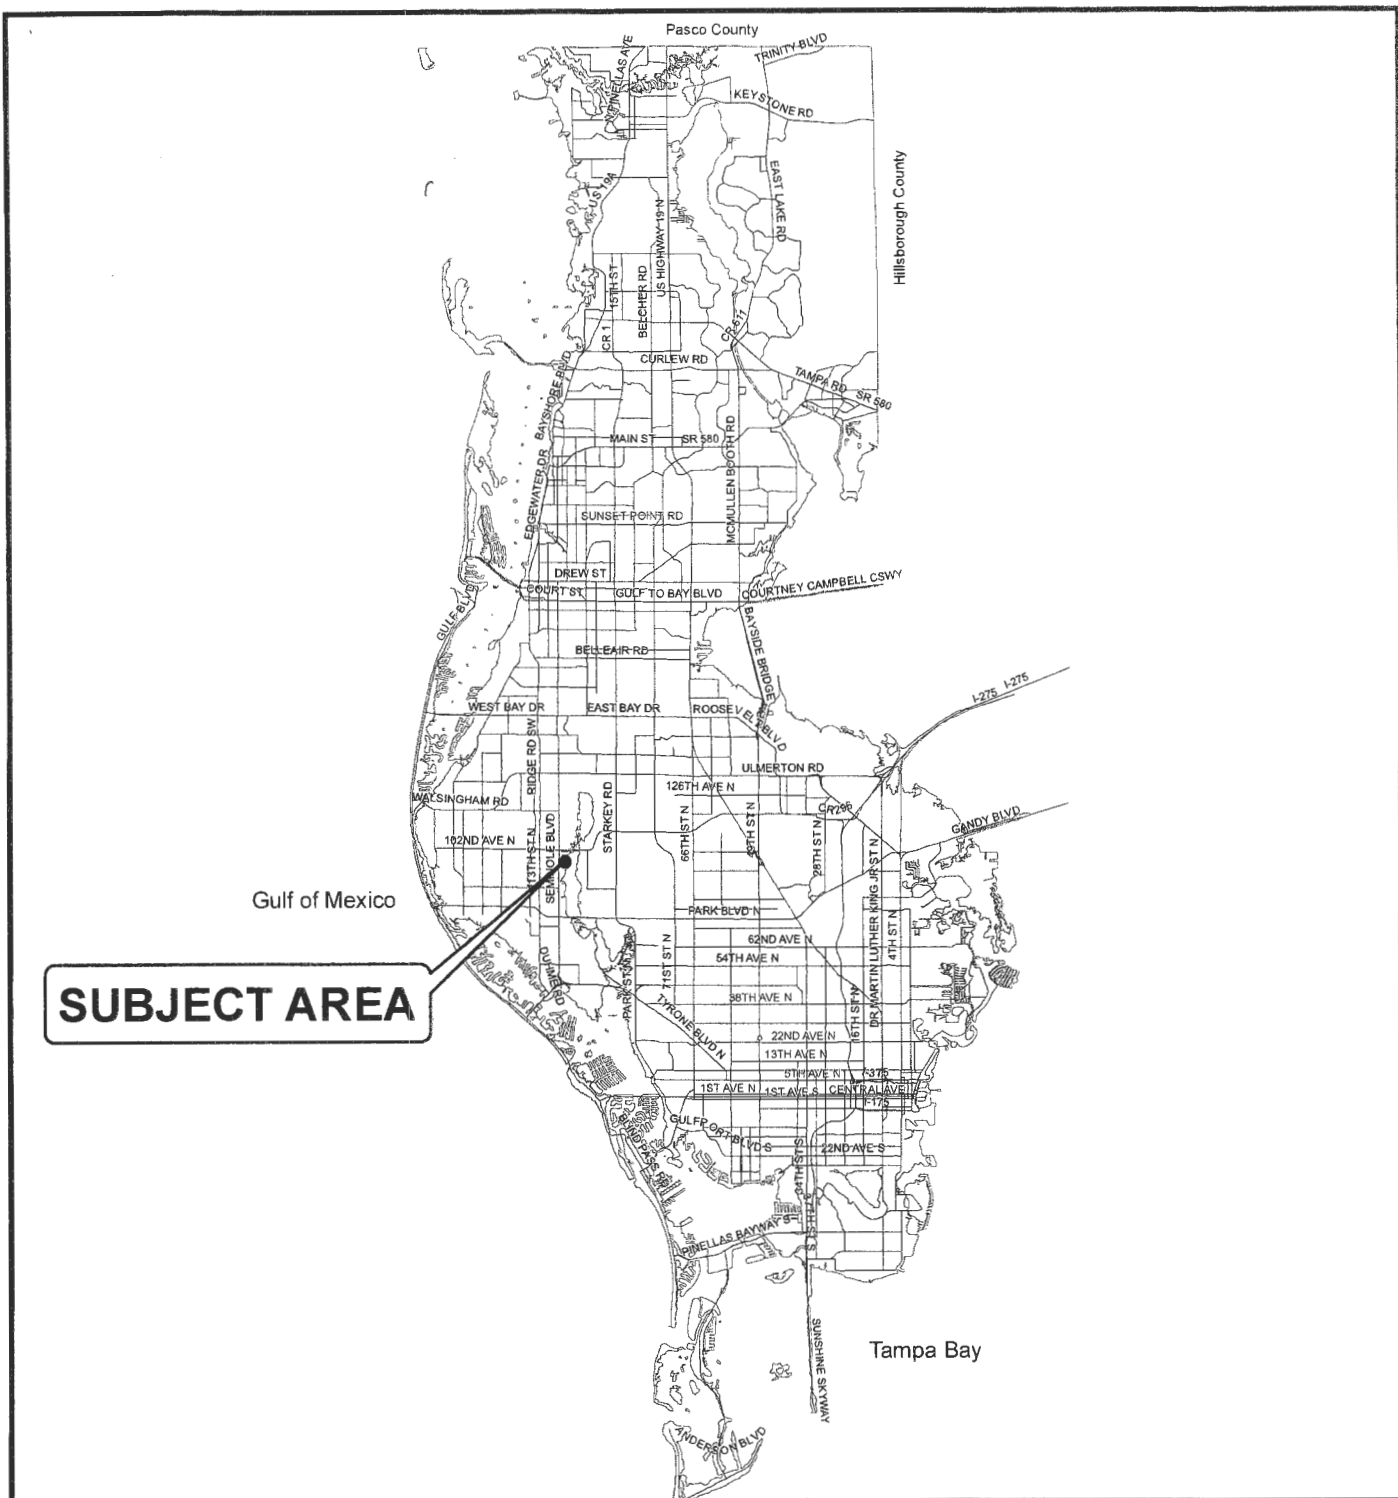 Pasco County
TRINITY BLVD
N PINELLAS AVE
KEYSTONE RD
Hillsborough County
EAST LAKE RD
US 19A
US HIGHWAY 19 N
15TH ST
BELCHER RD
CR 1
CR 611
CURLEW RD
TAMPA RD
SR 580
BAYSHORE BLVD
MAIN ST
SR 580
MCMULLEN BOOTH RD
EDGEWATER DR
SUNSET POINT RD
DREW ST
COURT ST
GULF TO BAY BLVD
COURTNEY CAMPBELL CSWY
GULF BLVD
BAYSIDE BRIDGE
BELLEAIR RD
I-275
I-275
WEST BAY DR
EAST BAY DR
ROOSEVELT BLVD
RIDGE RD SW
ULMERTON RD
126TH AVE N
WALSINGHAM RD
STARKEY RD
CR296
GANDY BLVD
102ND AVE N
113TH ST N
SEMINOLE BLVD
66TH ST N
49TH ST N
28TH ST N
DR MARTIN LUTHER KING JR ST N
Gulf of Mexico
PARK BLVD N
4TH ST N
62ND AVE N
54TH AVE N
71ST ST N
DUHME RD
PARK ST N
SUBJECT AREA
38TH AVE N
TYRONE BLVD N
16TH ST N
22ND AVE N
13TH AVE N
5TH AVE N
I-375
1ST AVE N
1ST AVE S
CENTRAL AVE
I-175
BLIND PASS RD
GULFPORT BLVD S
22ND AVE S
34TH ST S
PINELLAS BAYWAY S
SUNSHINE SKYWAY
Tampa Bay
ANDERSON BLVD